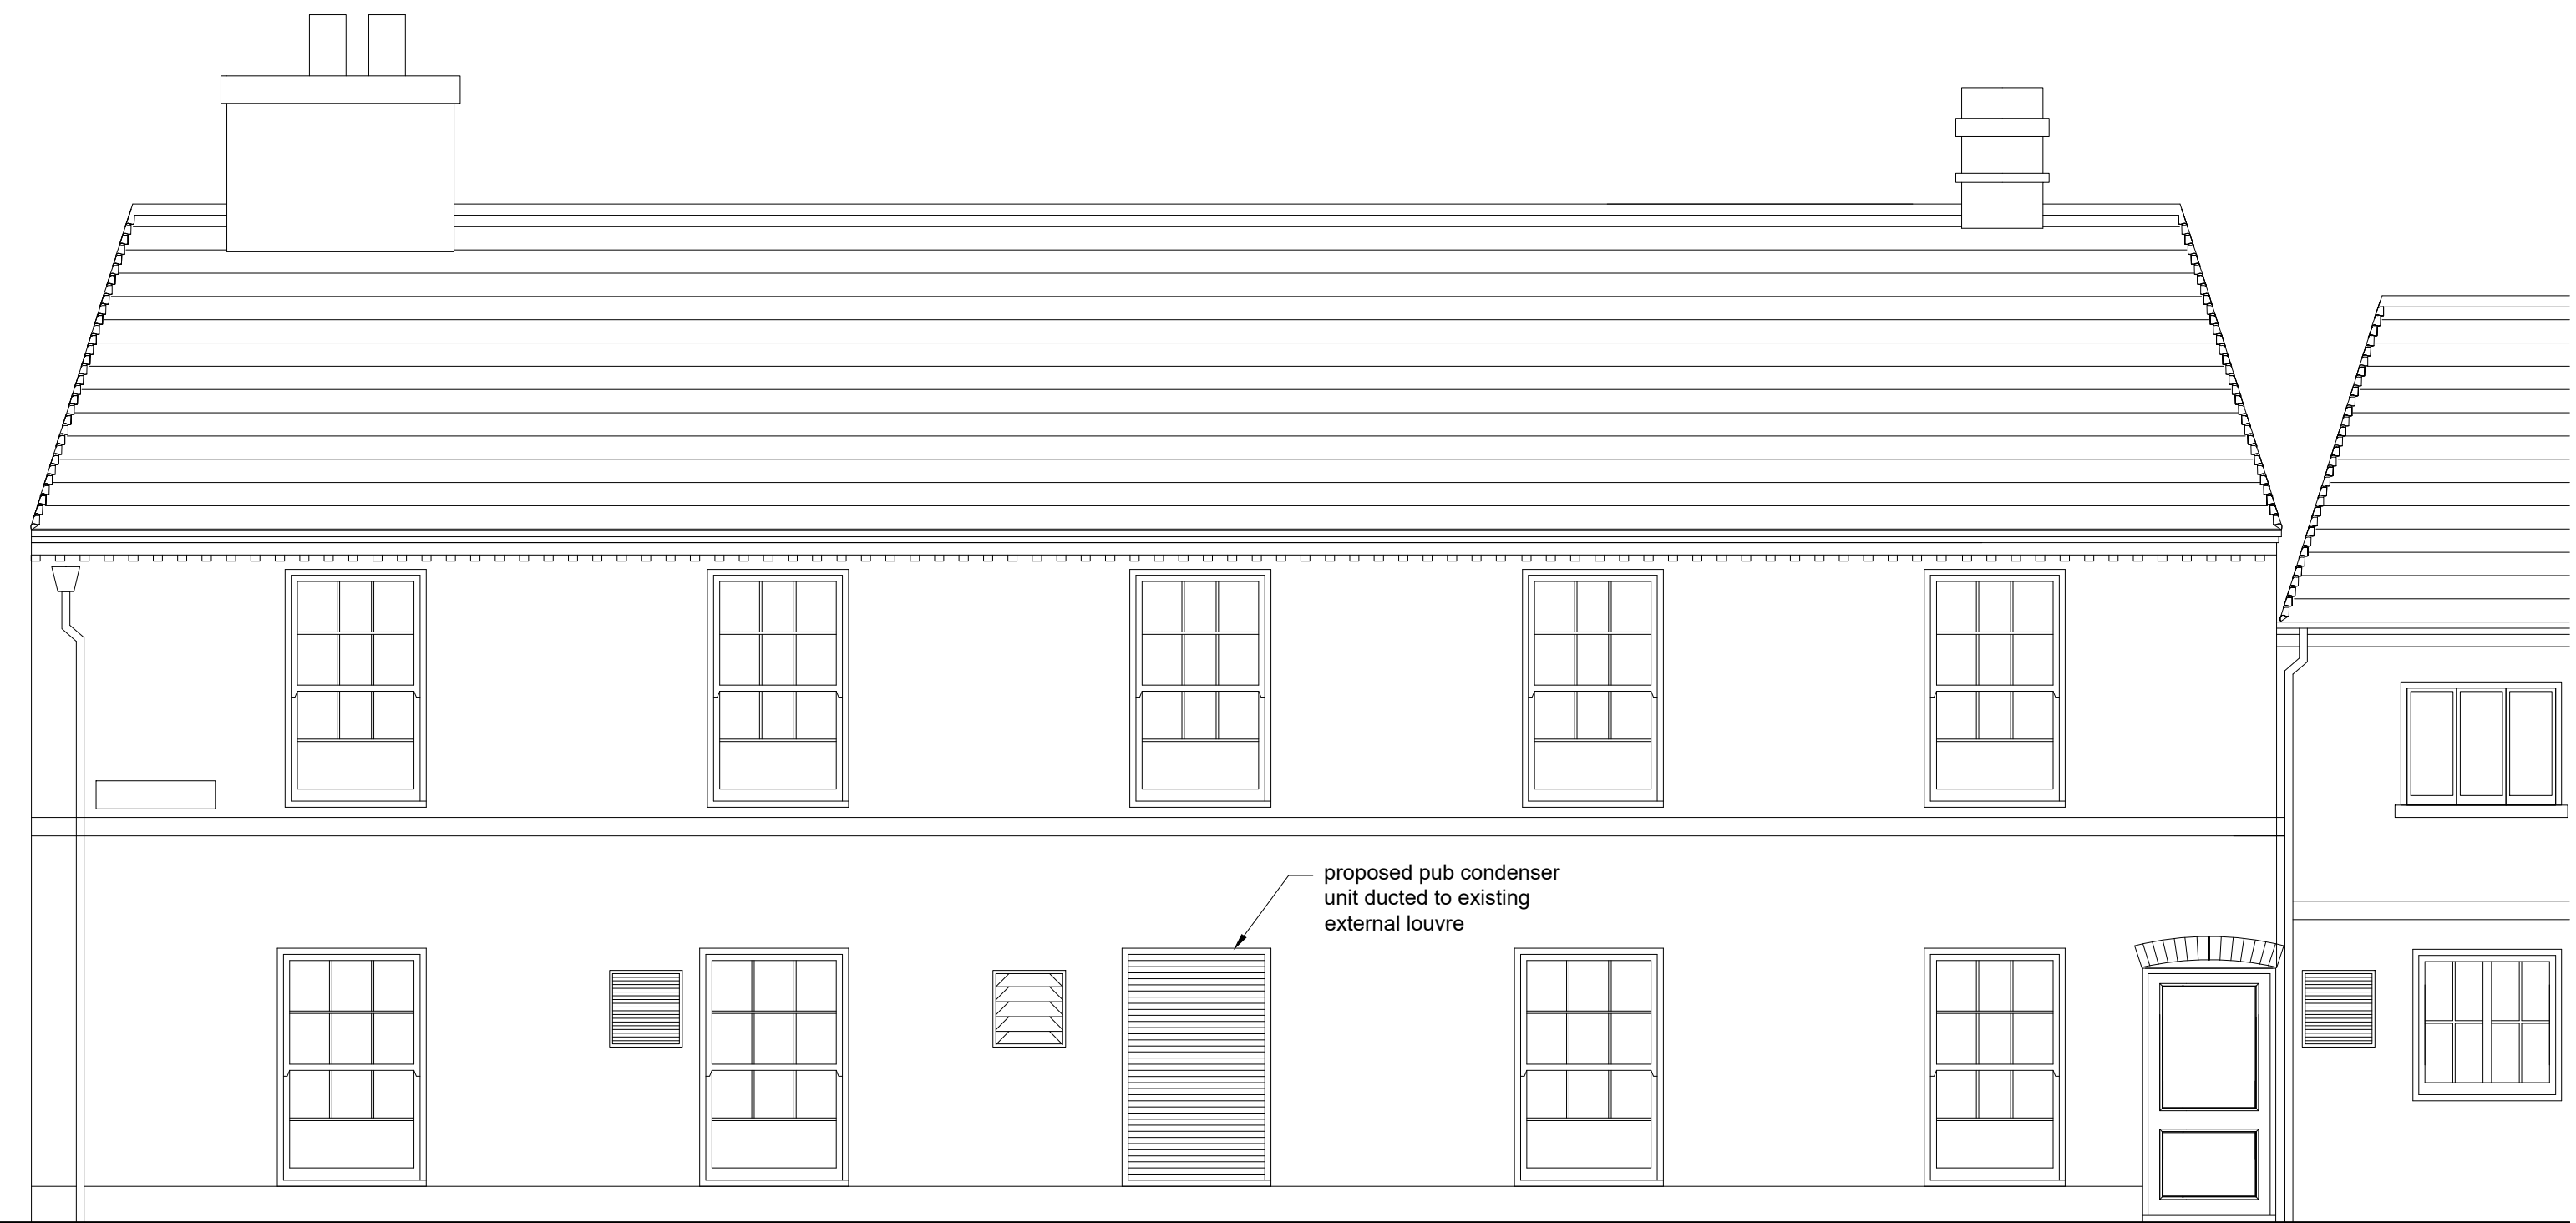 proposed pub condenser
unit ducted to existing
external louvre